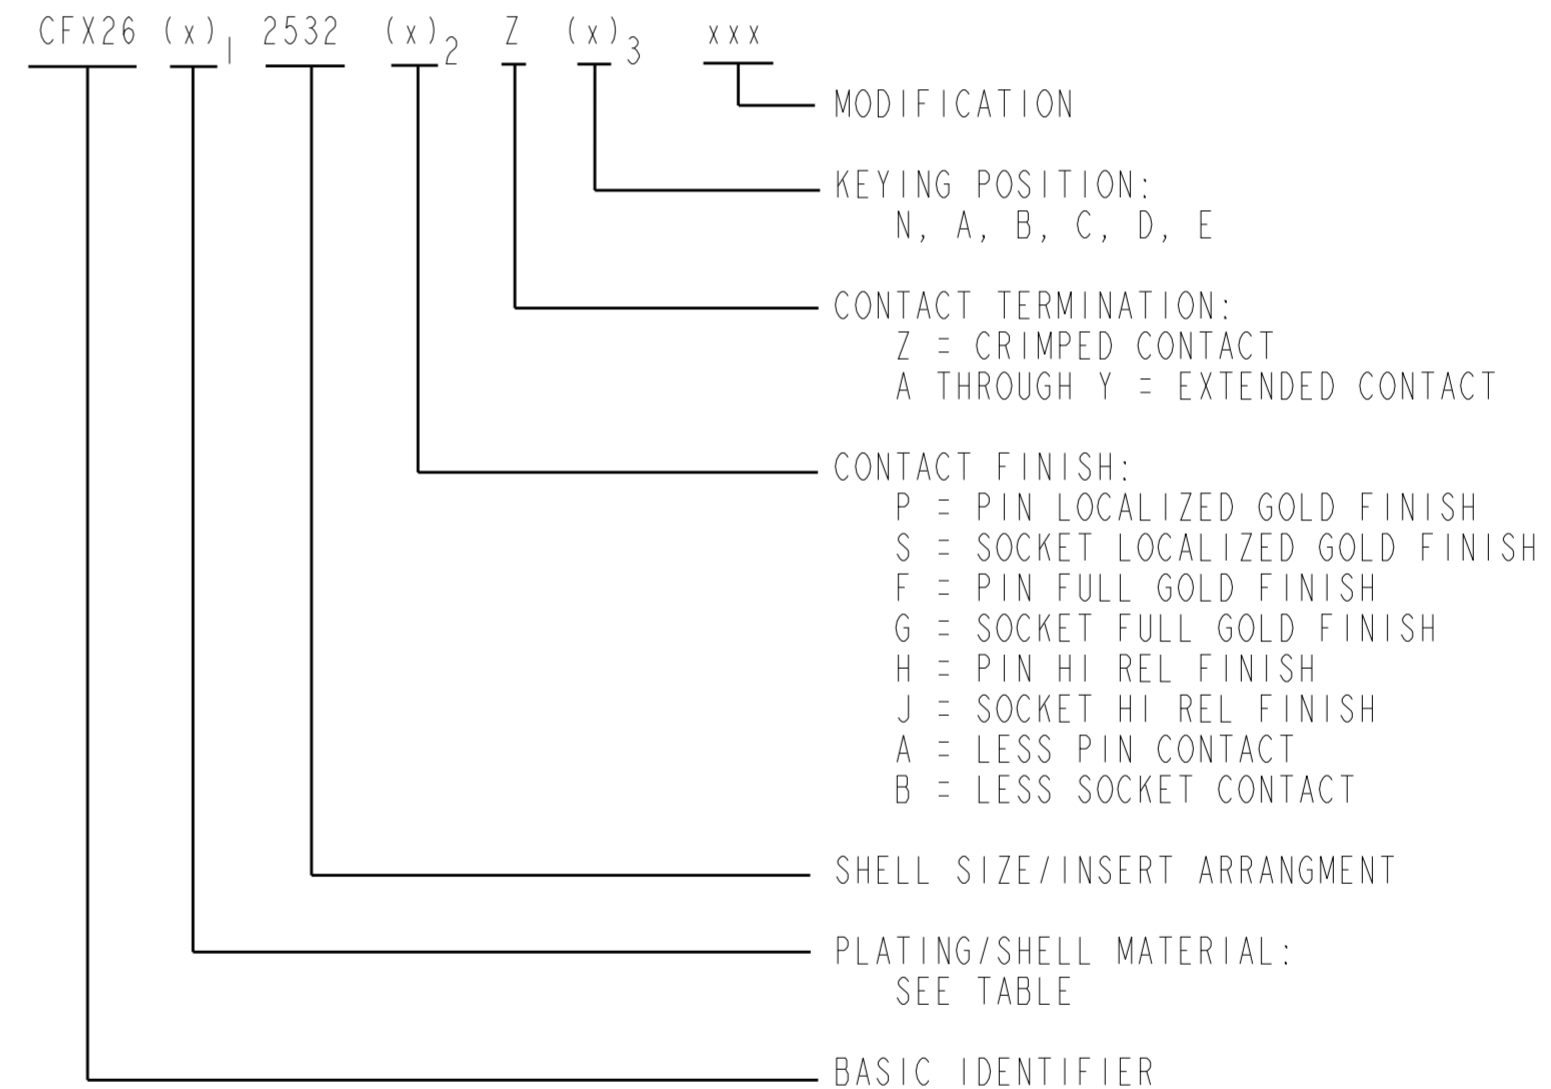 CFX26 (x)1 2532 (x)2 Z (x)3 xxx
MODIFICATION
KEYING POSITION:
N, A, B, C, D, E
CONTACT TERMINATION:
Z = CRIMPED CONTACT
A THROUGH Y = EXTENDED CONTACT
CONTACT FINISH:
P = PIN LOCALIZED GOLD FINISH
S = SOCKET LOCALIZED GOLD FINISH
F = PIN FULL GOLD FINISH
G = SOCKET FULL GOLD FINISH
H = PIN HI REL FINISH
J = SOCKET HI REL FINISH
A = LESS PIN CONTACT
B = LESS SOCKET CONTACT
SHELL SIZE/INSERT ARRANGMENT
PLATING/SHELL MATERIAL:
SEE TABLE
BASIC IDENTIFIER